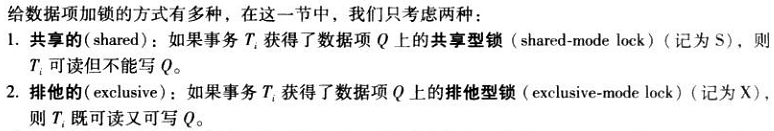 给数据项加锁的方式有多种，在这一节中，我们只考虑两种：
1. 共享的(shared)：如果事务 Tᵢ 获得了数据项 Q 上的共享型锁（shared-mode lock）（记为 S），则
Tᵢ 可读但不能写 Q。
2. 排他的(exclusive)：如果事务 Tᵢ 获得了数据项 Q 上的排他型锁（exclusive-mode lock）（记为 X），
则 Tᵢ 既可读又可写 Q。